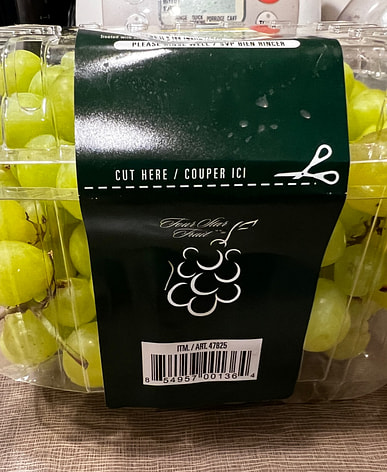 PLEASE RINSE WELL / SVP BIEN RINCER
CUT HERE / COUPER ICI
Four Star
Fruit
ITM. / ART. 47825
8 54957 00136 4